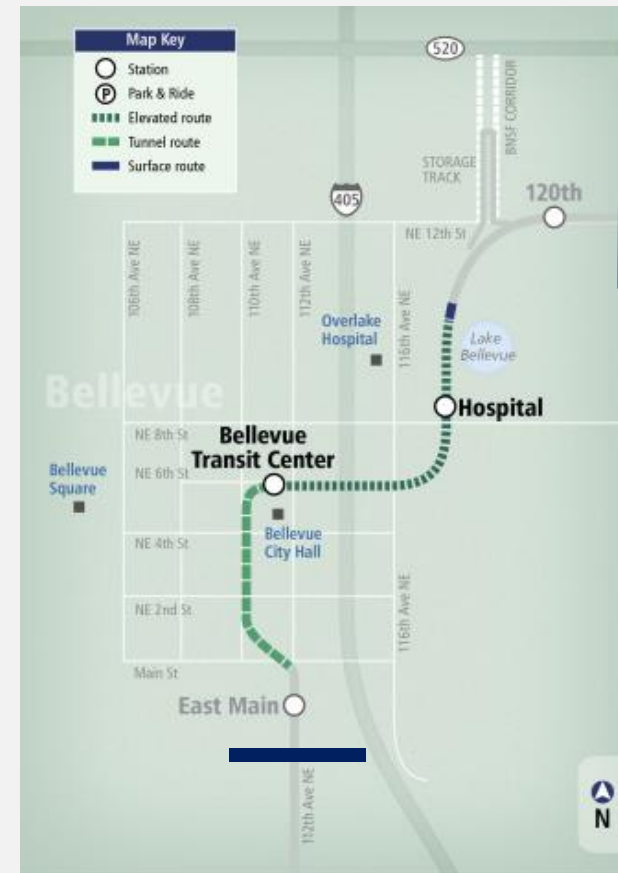 Map Key
Station
P Park & Ride
Elevated route
Tunnel route
Surface route
520
BNSF CORRIDOR
STORAGE
TRACK
120th
405
NE 12th St
106th Ave NE
108th Ave NE
110th Ave NE
112th Ave NE
116th Ave NE
Overlake
Hospital
Lake
Bellevue
Bellevue
Hospital
NE 8th St
Bellevue
Transit Center
NE 6th St
Bellevue
Square
Bellevue
City Hall
NE 4th St
NE 2nd St
116th Ave NE
Main St
East Main
112th Ave NE
N